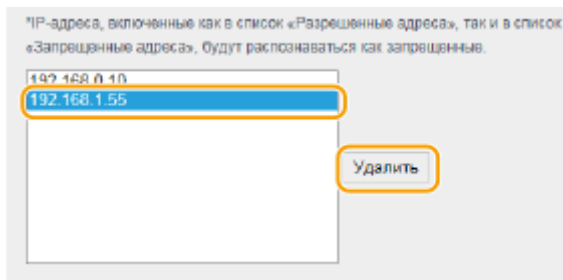 *IP-адреса, включенные как в список «Разрешенные адреса», так и в список
«Запрещенные адреса», будут распознаваться как запрещенные.
192.168.0.10
192.168.1.55
Удалить